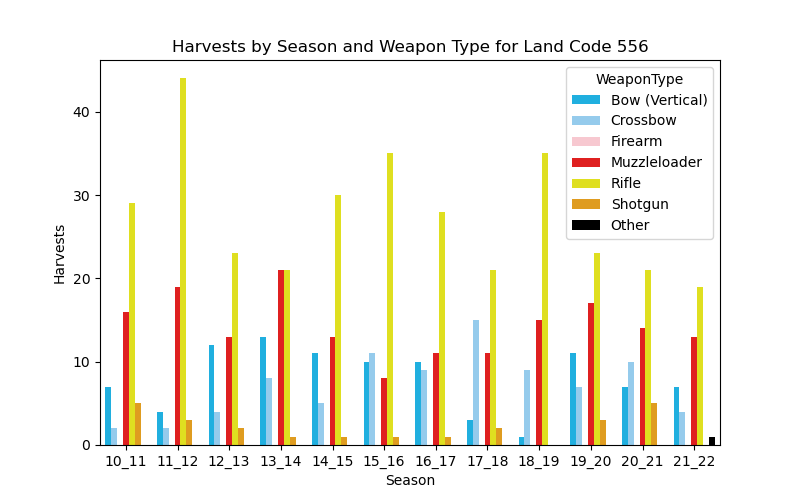 Harvests by Season and Weapon Type for Land Code 556
WeaponType
Bow (Vertical)
Crossbow
Firearm
Muzzleloader
Rifle
Shotgun
Other
Harvests
40
30
20
10
0
10_11 11_12 12_13 13_14 14_15 15_16 16_17 17_18 18_19 19_20 20_21 21_22
Season